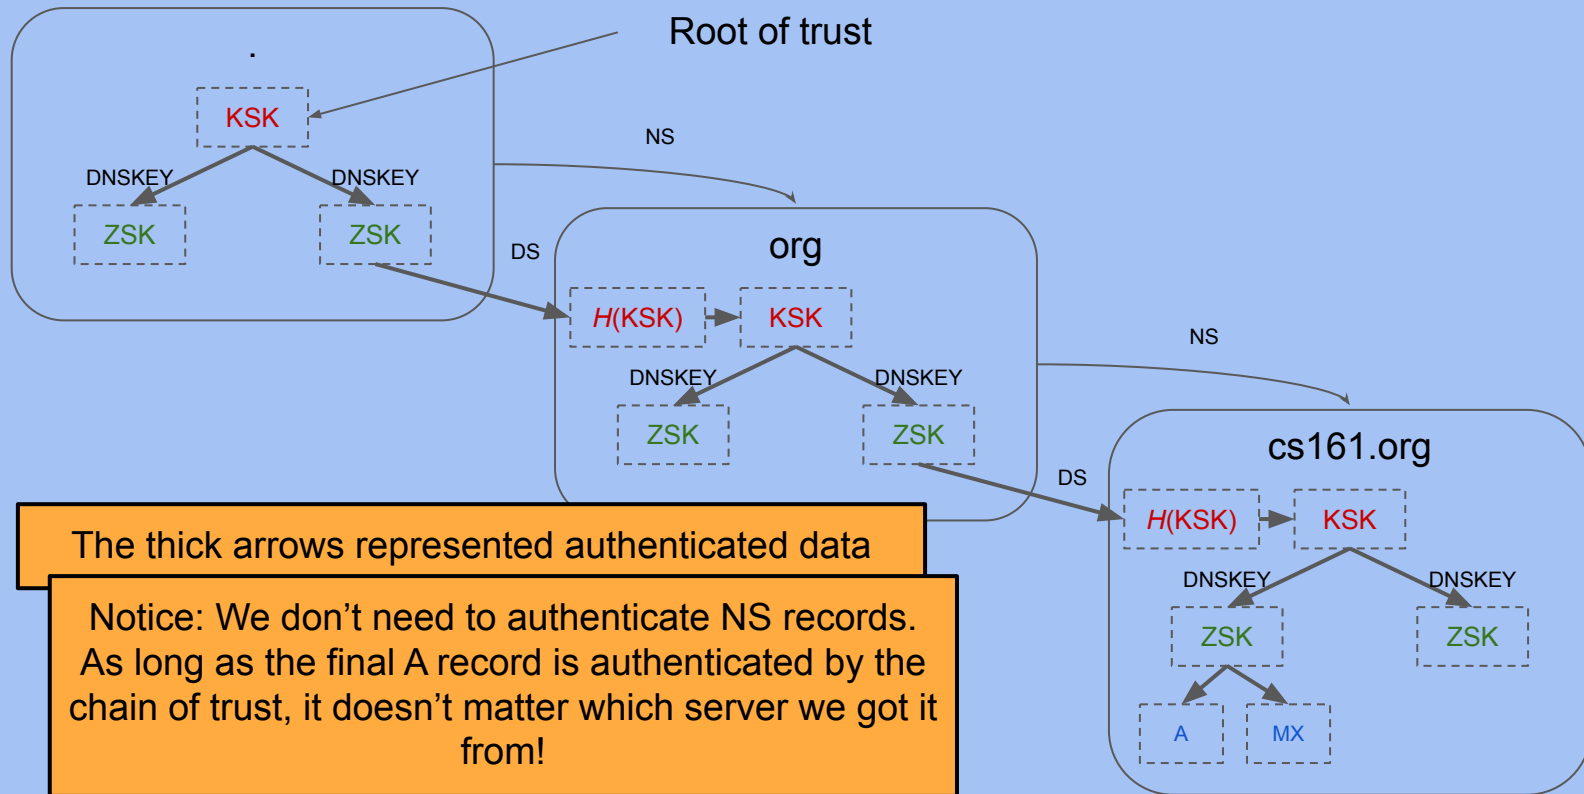 Root of trust
.
KSK
NS
DNSKEY
DNSKEY
ZSK
ZSK
DS
org
H(KSK)
KSK
NS
DNSKEY
DNSKEY
ZSK
ZSK
DS
cs161.org
H(KSK)
KSK
DNSKEY
DNSKEY
ZSK
ZSK
A
MX
The thick arrows represented authenticated data
Notice: We don’t need to authenticate NS records.
As long as the final A record is authenticated by the
chain of trust, it doesn’t matter which server we got it
from!